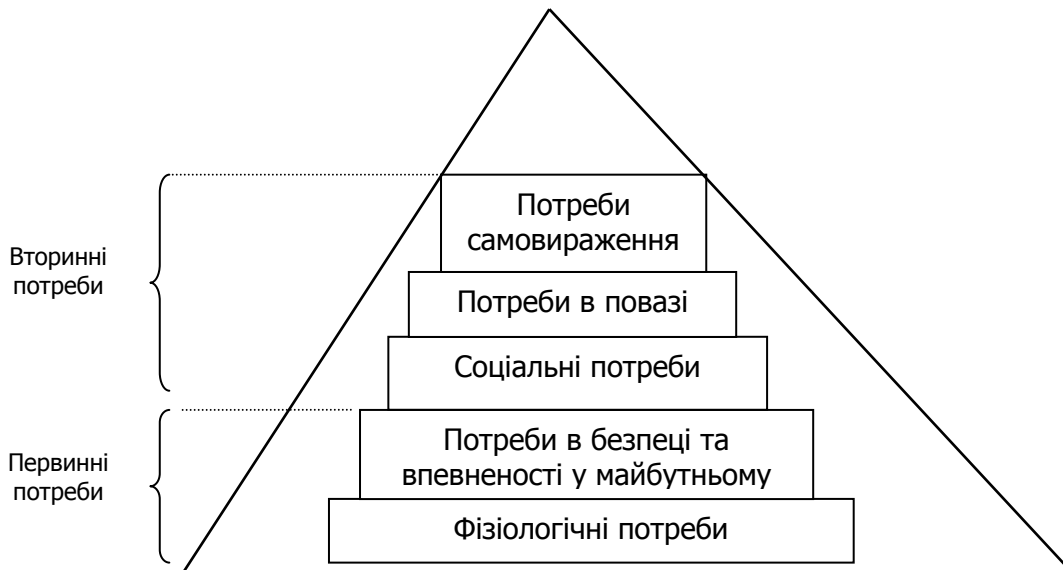 Вторинні
потреби
Первинні
потреби
Потреби
самовираження
Потреби в повазі
Соціальні потреби
Потреби в безпеці та
впевненості у майбутньому
Фізіологічні потреби